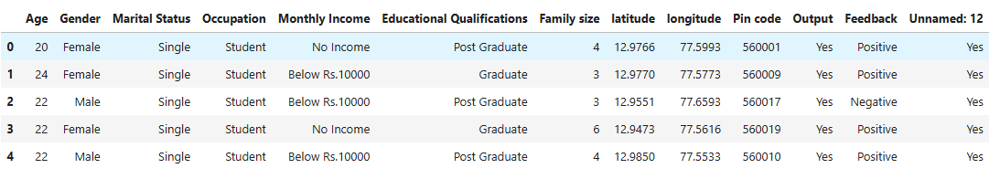 Age Gender Marital Status Occupation Monthly Income Educational Qualifications Family size latitude longitude Pin code Output Feedback Unnamed: 12
0 20 Female Single Student No Income Post Graduate 4 12.9766 77.5993 560001 Yes Positive Yes
1 24 Female Single Student Below Rs.10000 Graduate 3 12.9770 77.5773 560009 Yes Positive Yes
2 22 Male Single Student Below Rs.10000 Post Graduate 3 12.9551 77.6593 560017 Yes Negative Yes
3 22 Female Single Student No Income Graduate 6 12.9473 77.5616 560019 Yes Positive Yes
4 22 Male Single Student Below Rs.10000 Post Graduate 4 12.9850 77.5533 560010 Yes Positive Yes